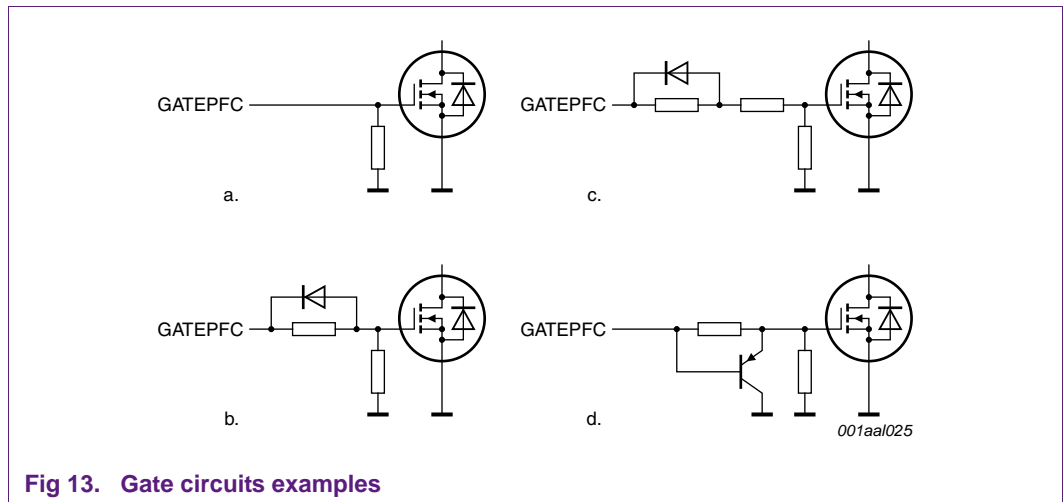 GATEPFC
a.
GATEPFC
c.
GATEPFC
b.
GATEPFC
d.
001aal025
Fig 13. Gate circuits examples